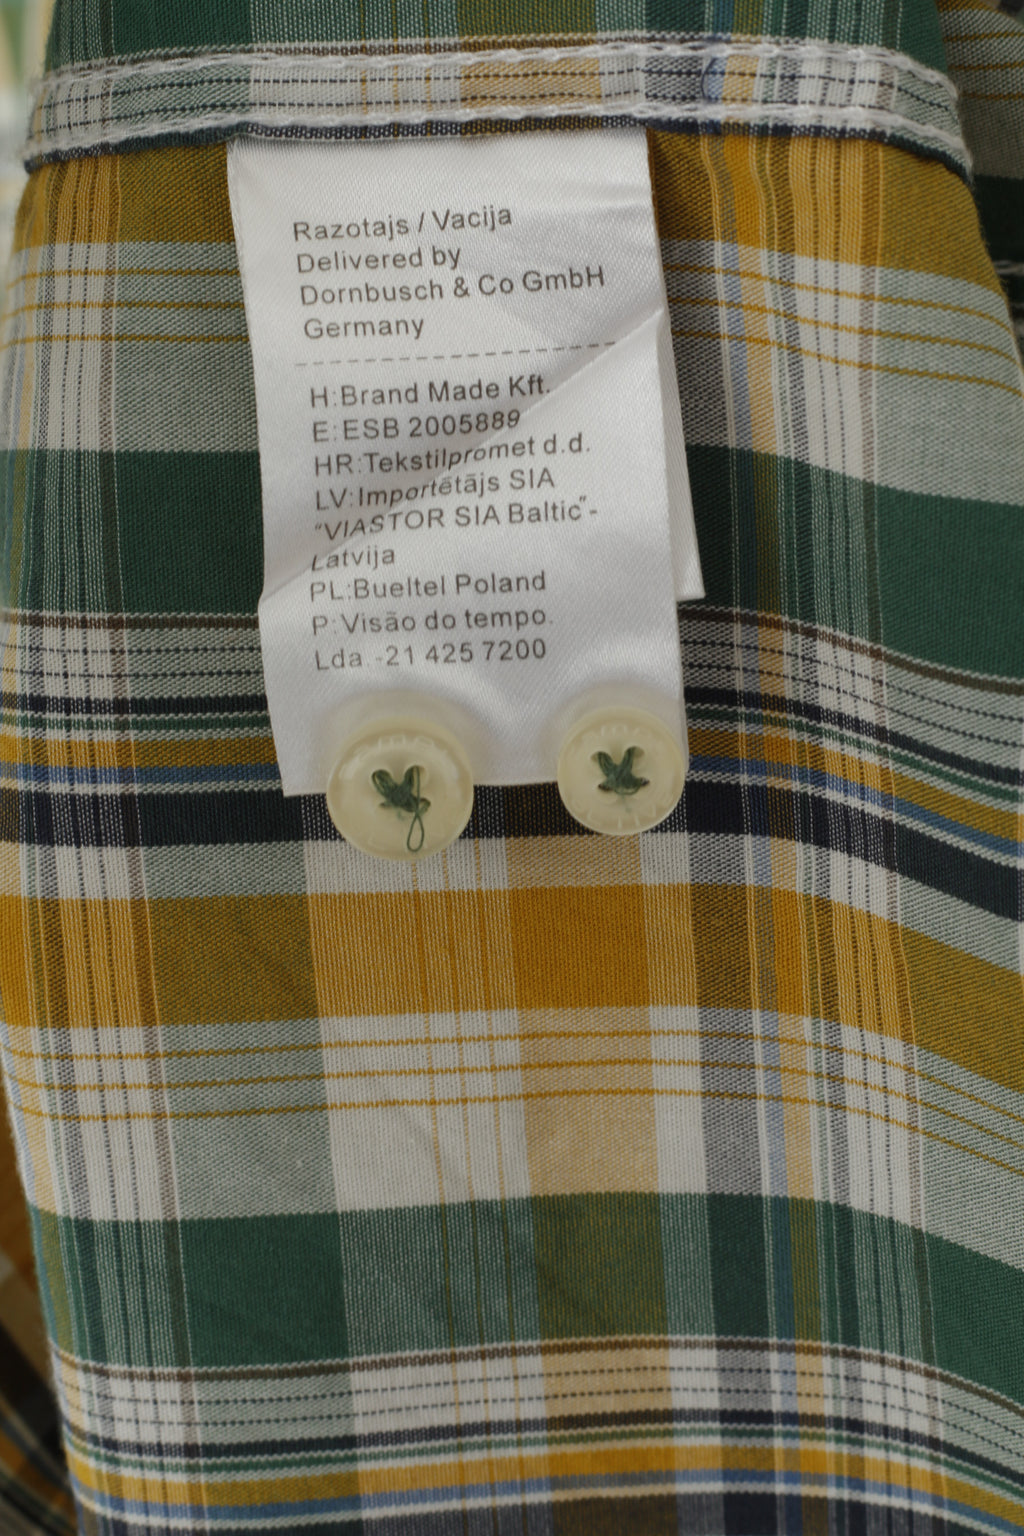 Razotajs / Vacija
Delivered by
Dornbusch & Co GmbH
Germany
H:Brand Made Kft.
E:ESB 2005889
HR:Tekstilpromet d.d.
LV:Importētājs SIA
"VIASTOR SIA Baltic"-
Latvija
PL:Bueltel Poland
P:Visão do tempo.
Lda.-21 425 7200